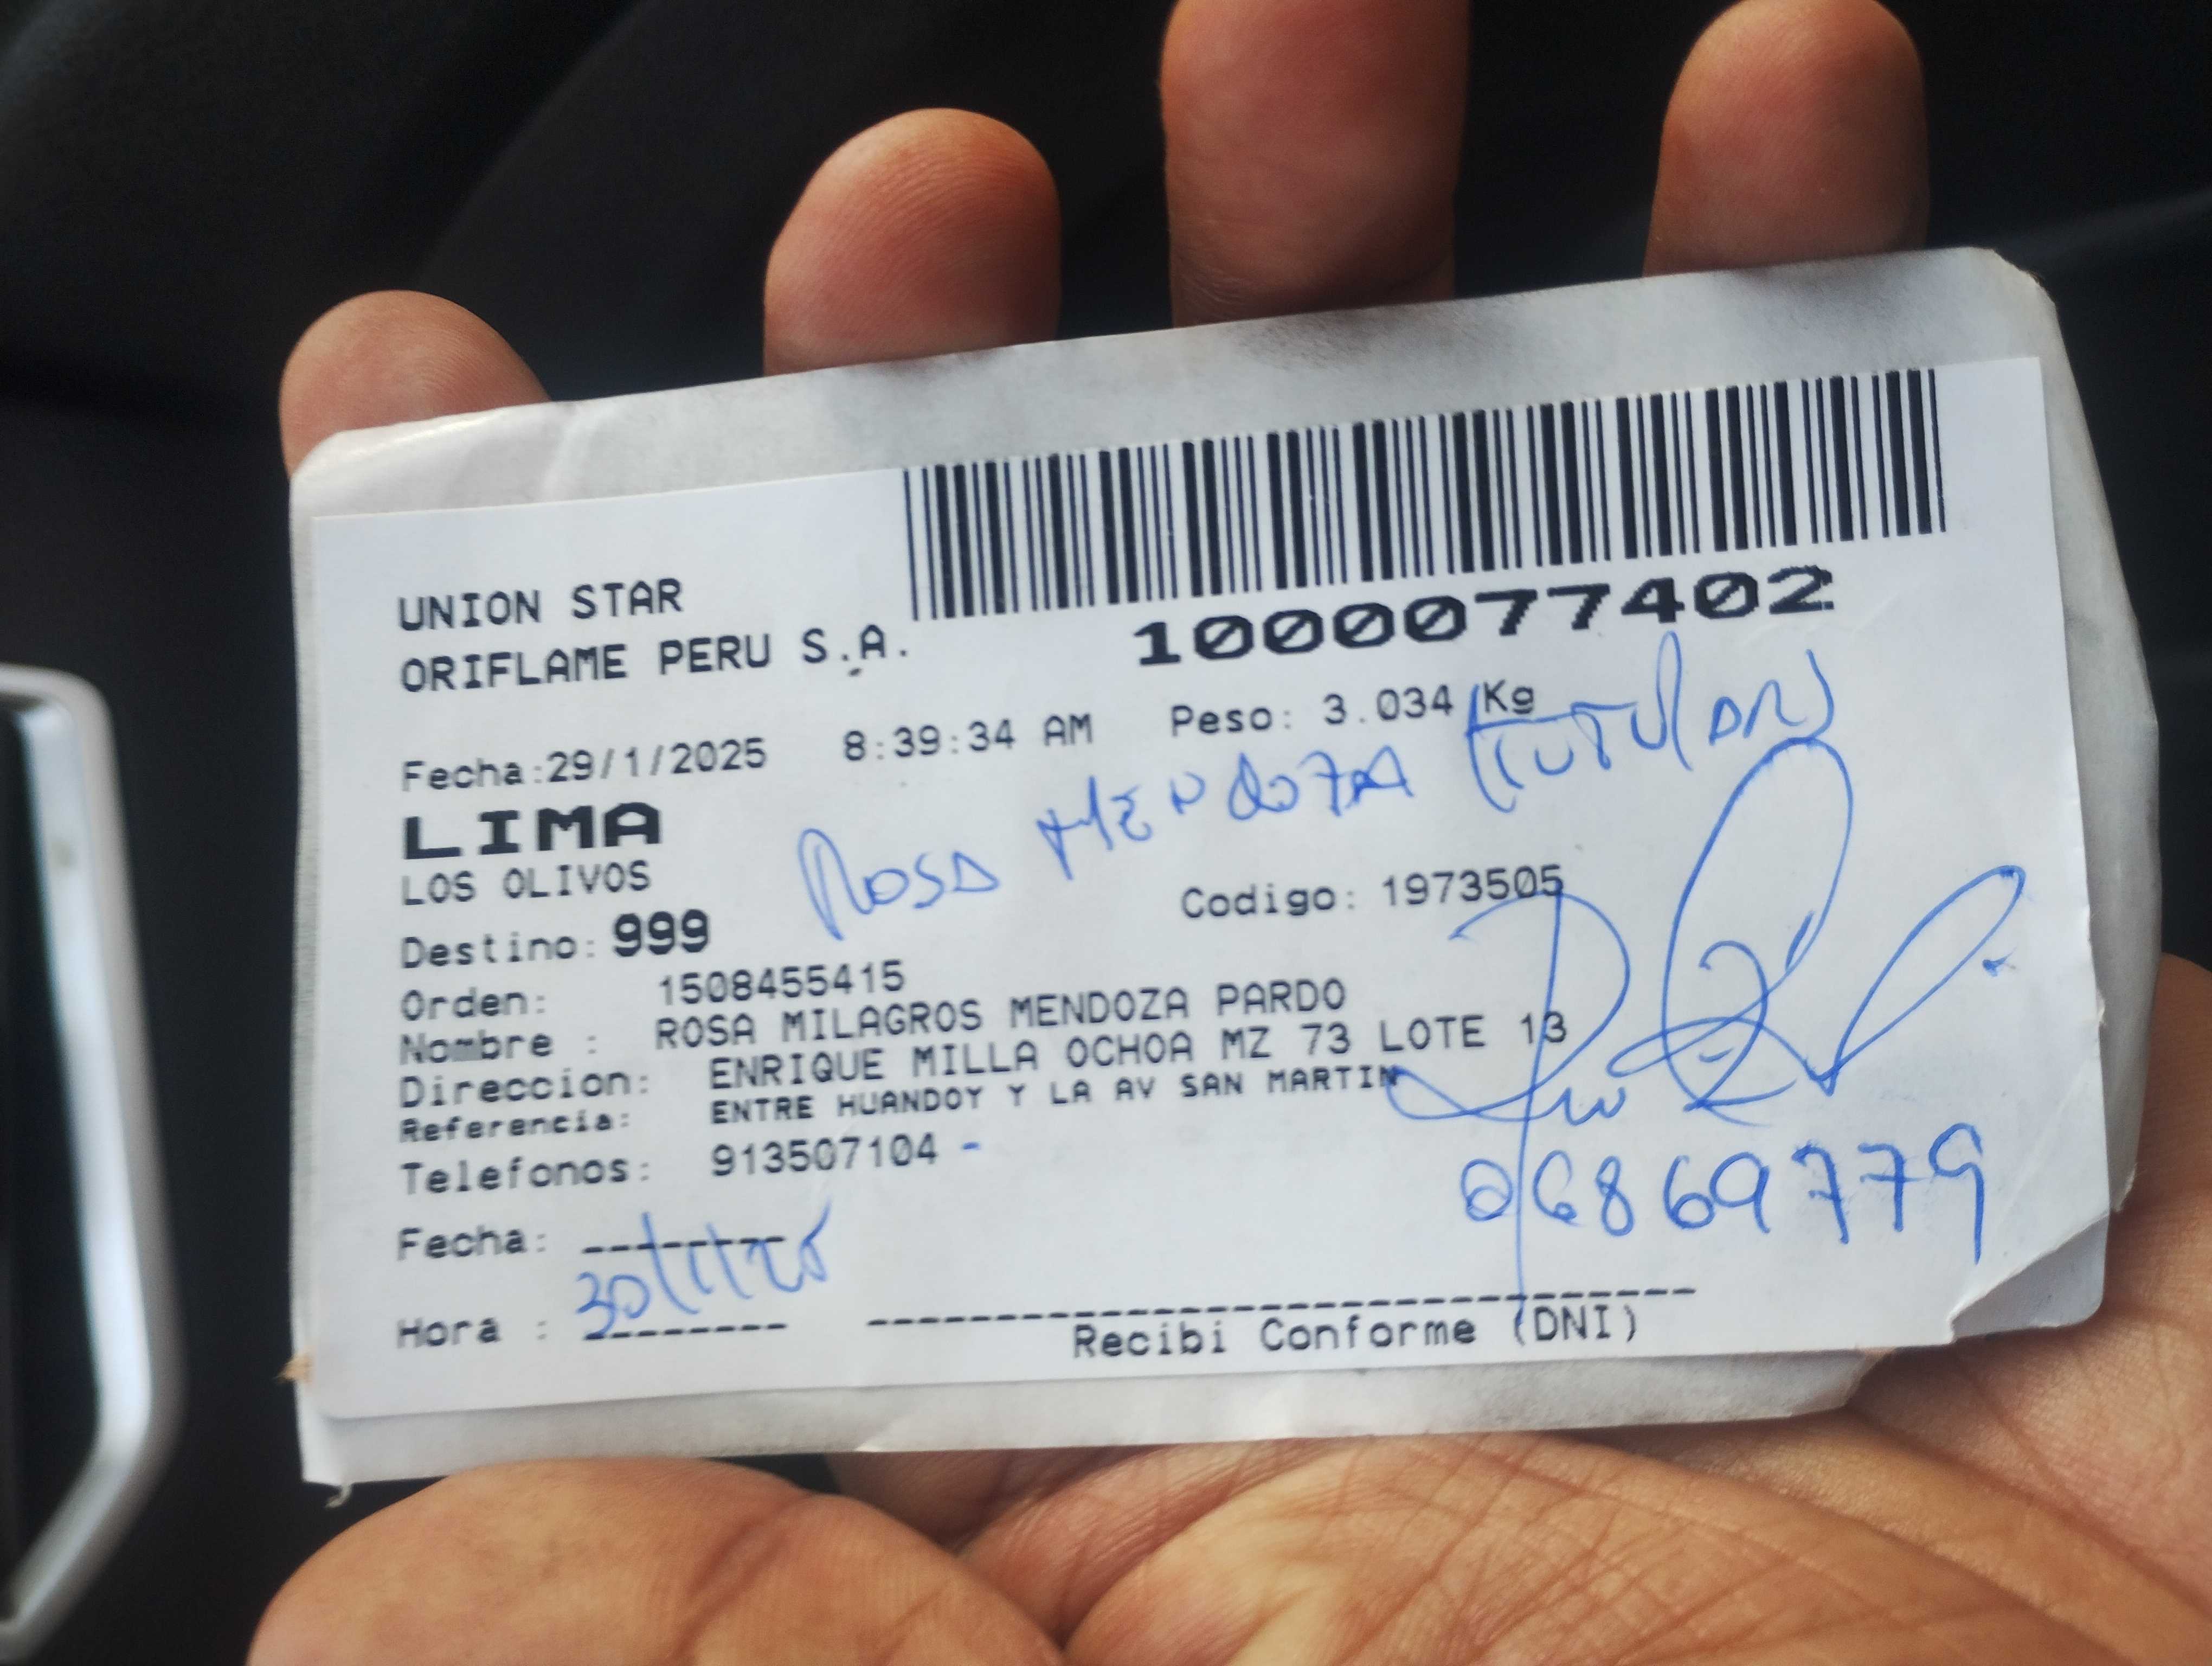 UNION STAR
ORIFLAME PERU S.A.
1000077402
Fecha:29/1/2025 8:39:34 AM Peso: 3.034 Kg
LIMA
ROSA MENDOZA (TITULAR)
LOS OLIVOS
Codigo: 1973505
Destino: 999
Orden: 1508455415
Nombre : ROSA MILAGROS MENDOZA PARDO
Direccion: ENRIQUE MILLA OCHOA MZ 73 LOTE 13
Referencia: ENTRE HUANDOY Y LA AV SAN MARTIN
Telefonos: 913507104 -
06869779
Fecha: --------
30/1/25
Hora : --------
Recibi Conforme (DNI)